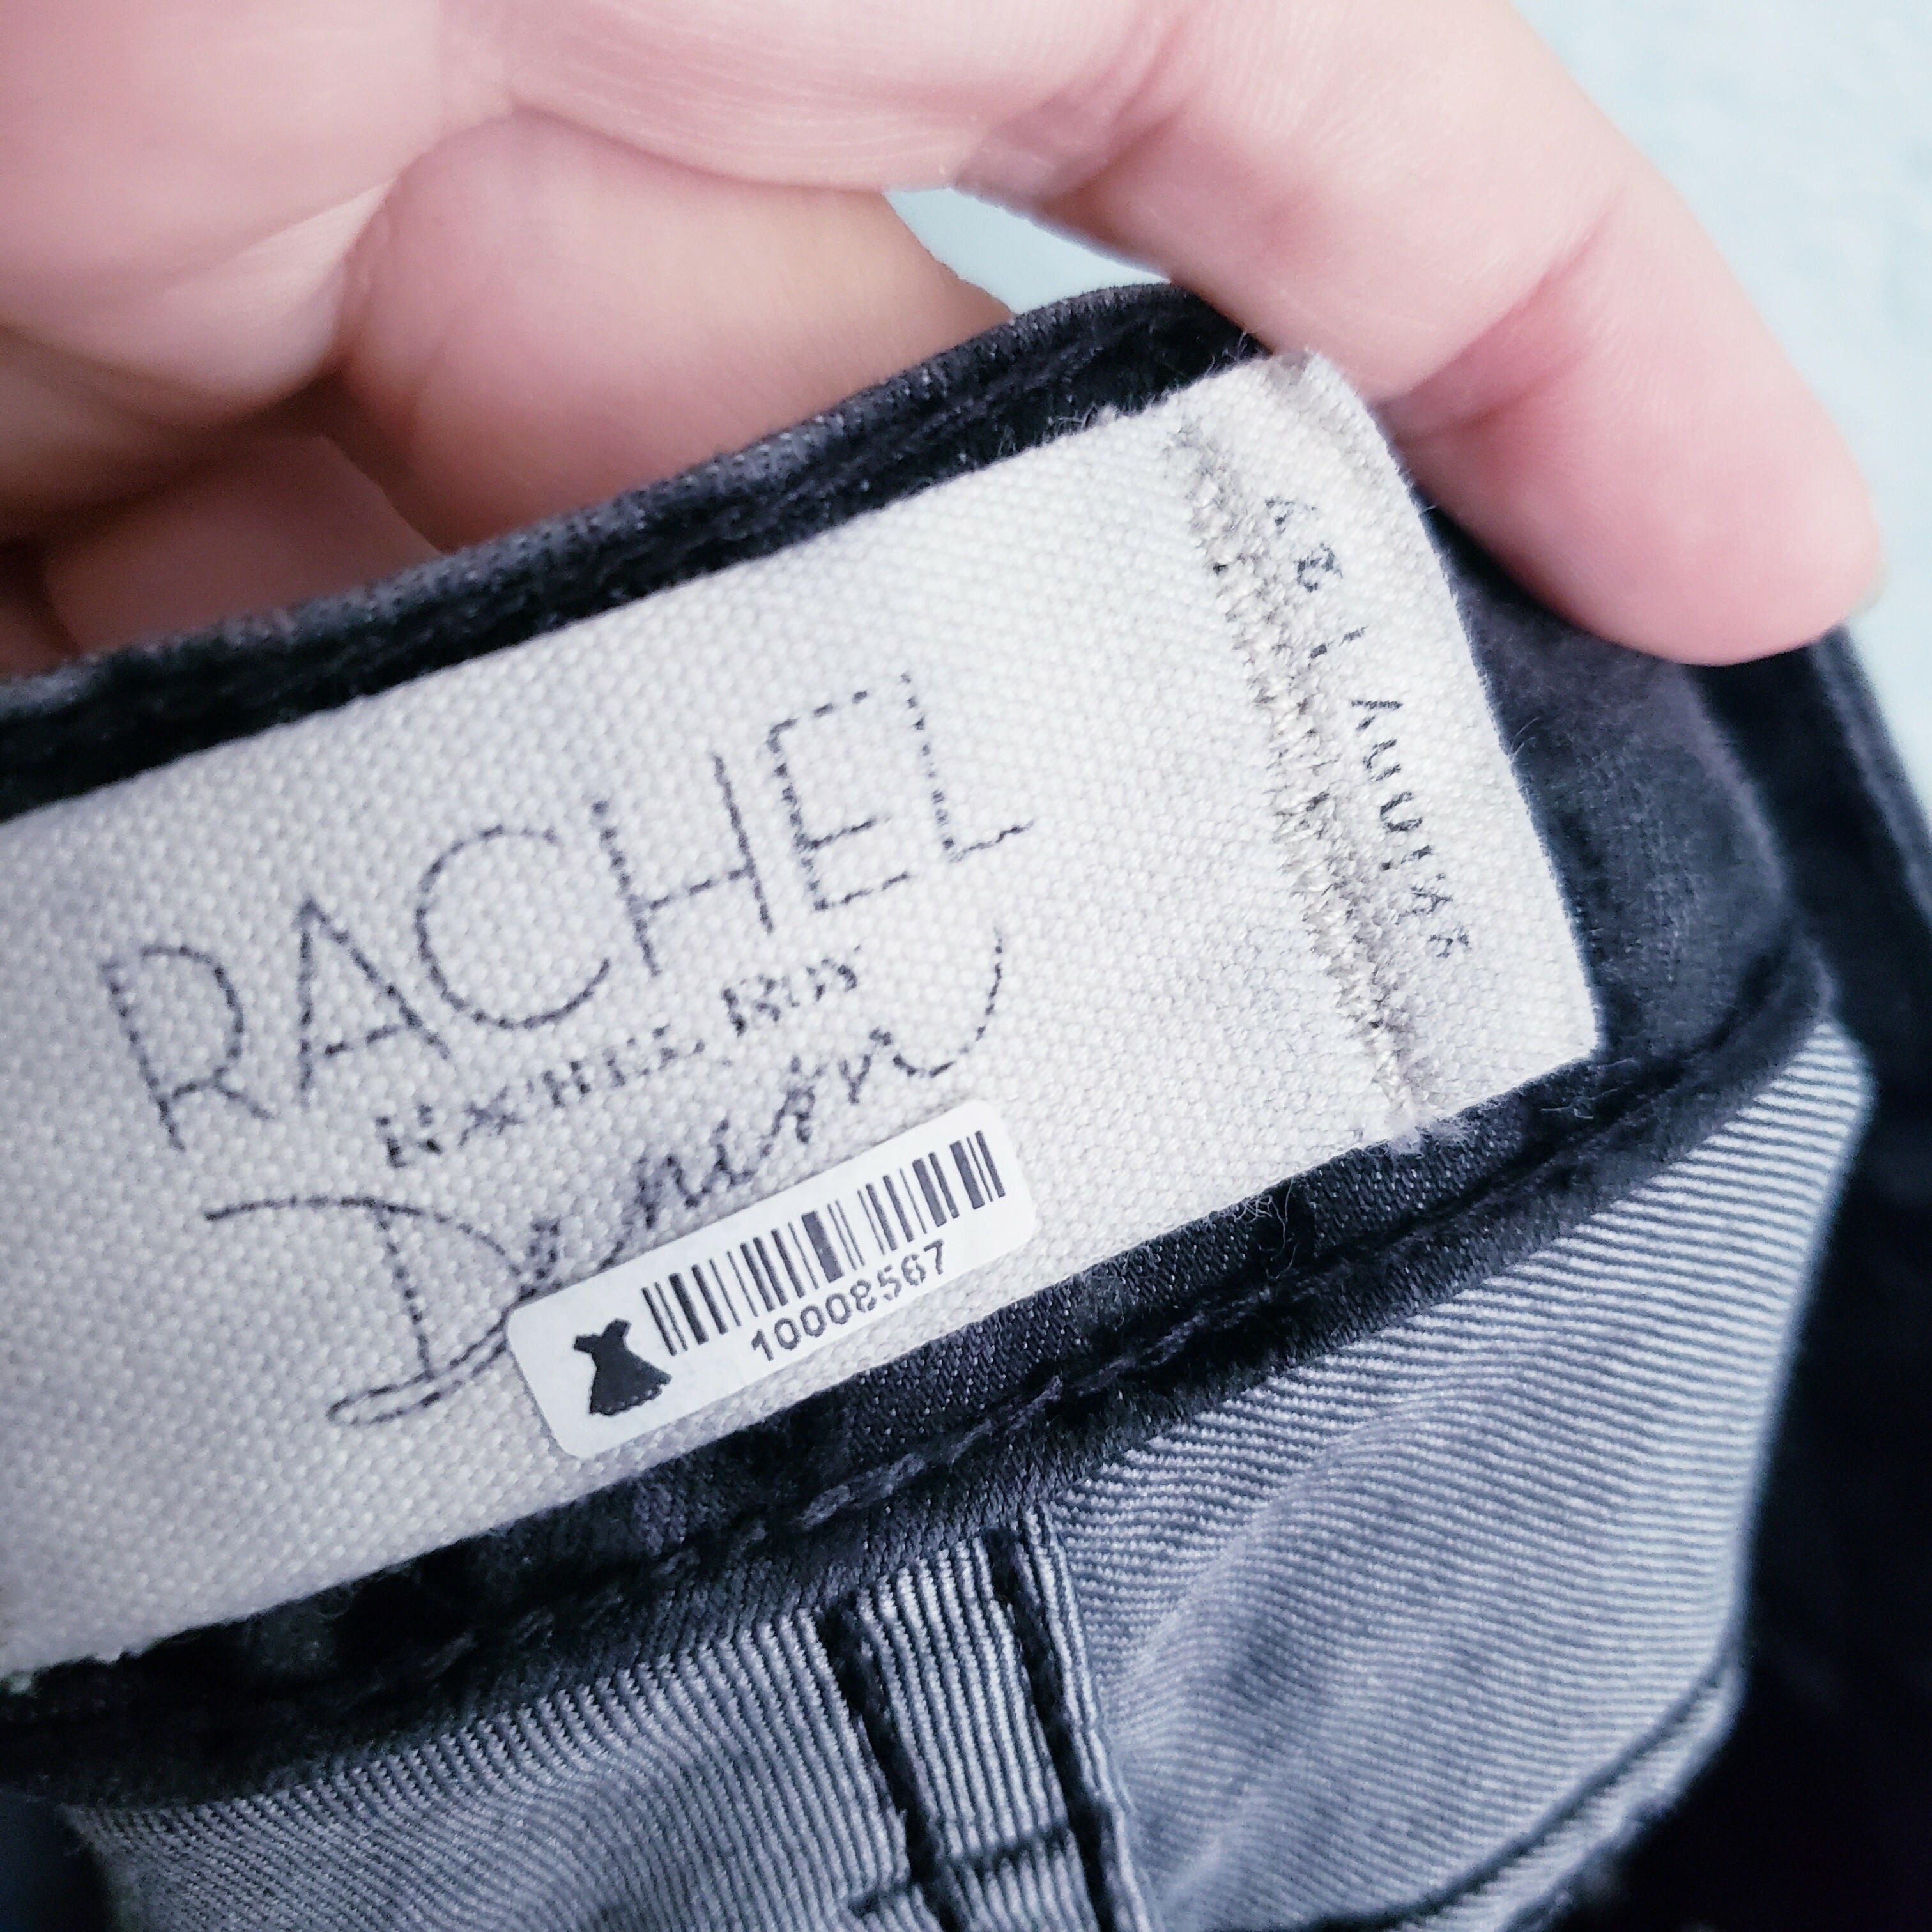 RACHEL
RACHEL ROY
Denim
10008567